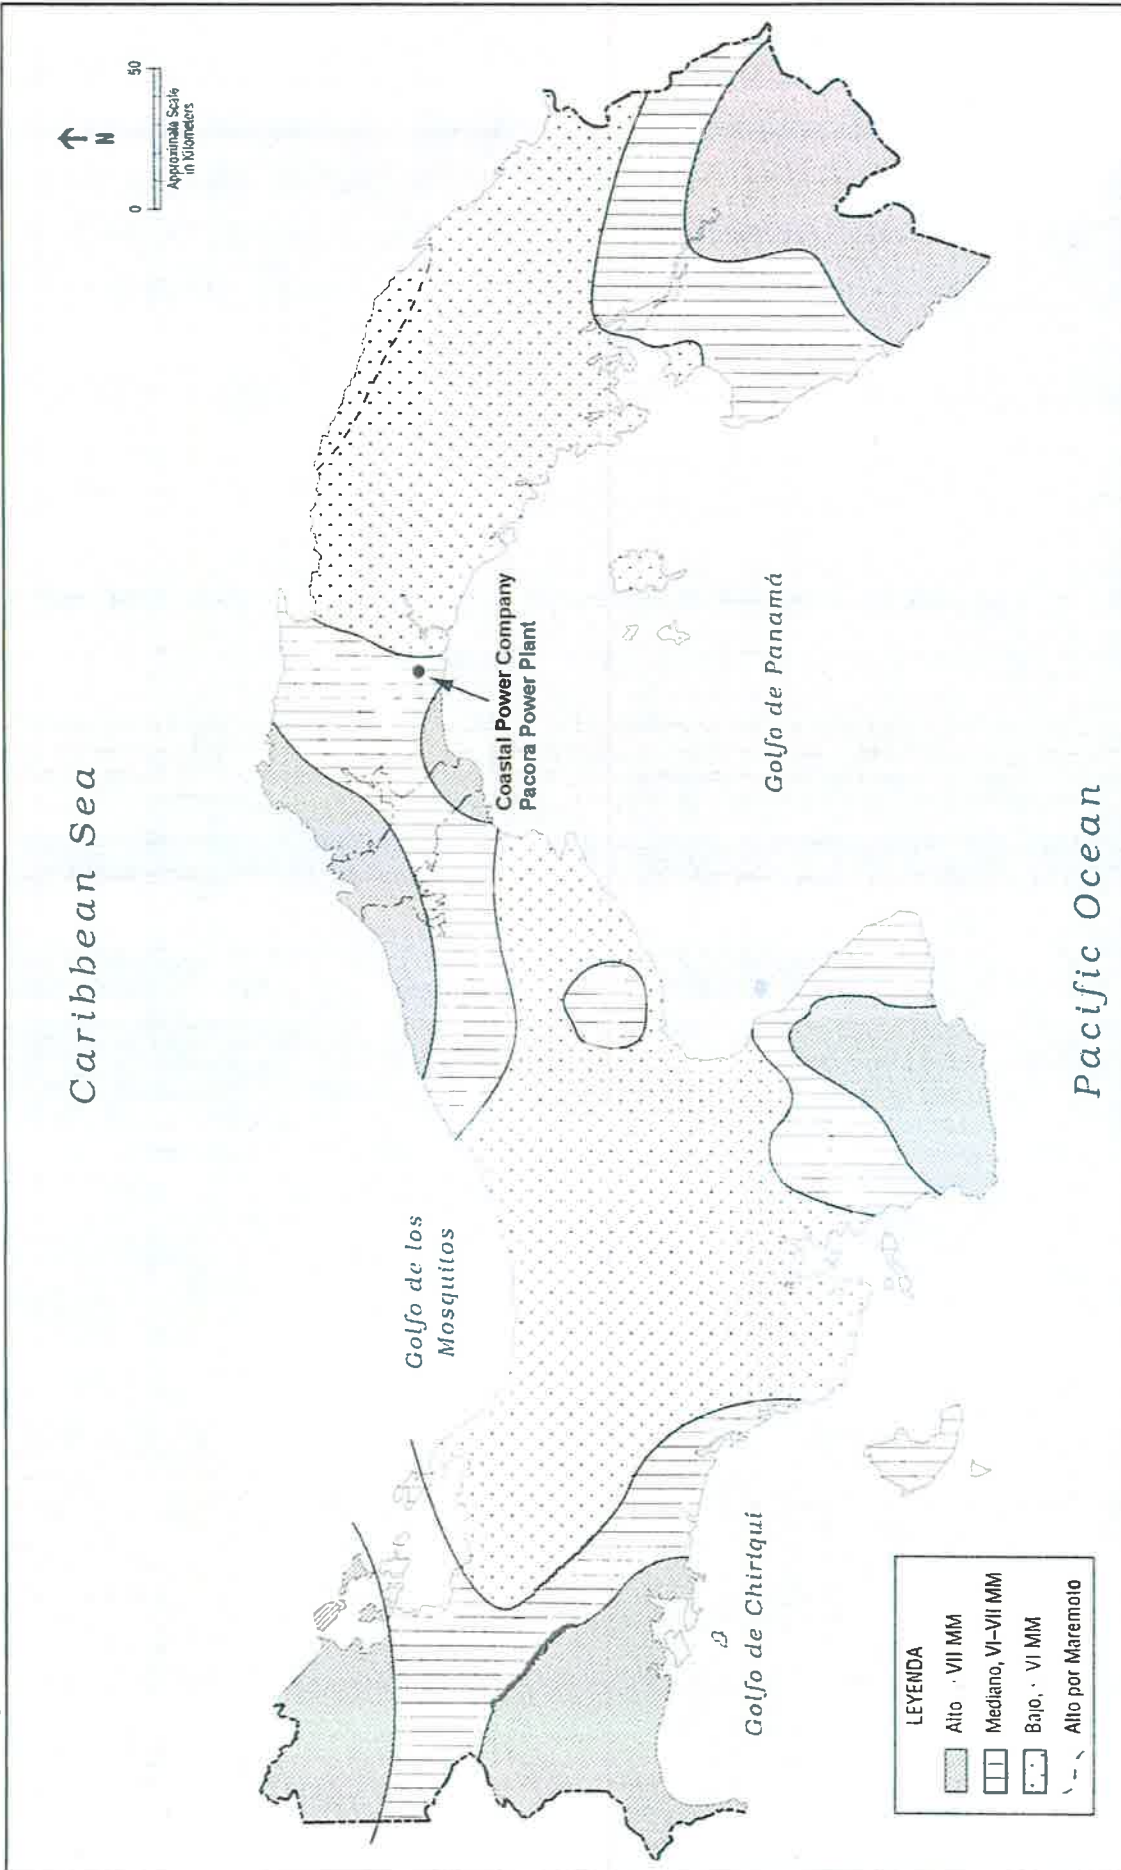 Caribbean Sea
N
0 50
Approximate Scale
in Kilometers
Golfo de los
Mosquitos
Coastal Power Company
Pacora Power Plant
Golfo de Panamá
Golfo de Chiriquí
Pacific Ocean
LEYENDA
Alto · VII MM
Mediano, VI-VII MM
Bajo, · VI MM
Alto por Maremoto